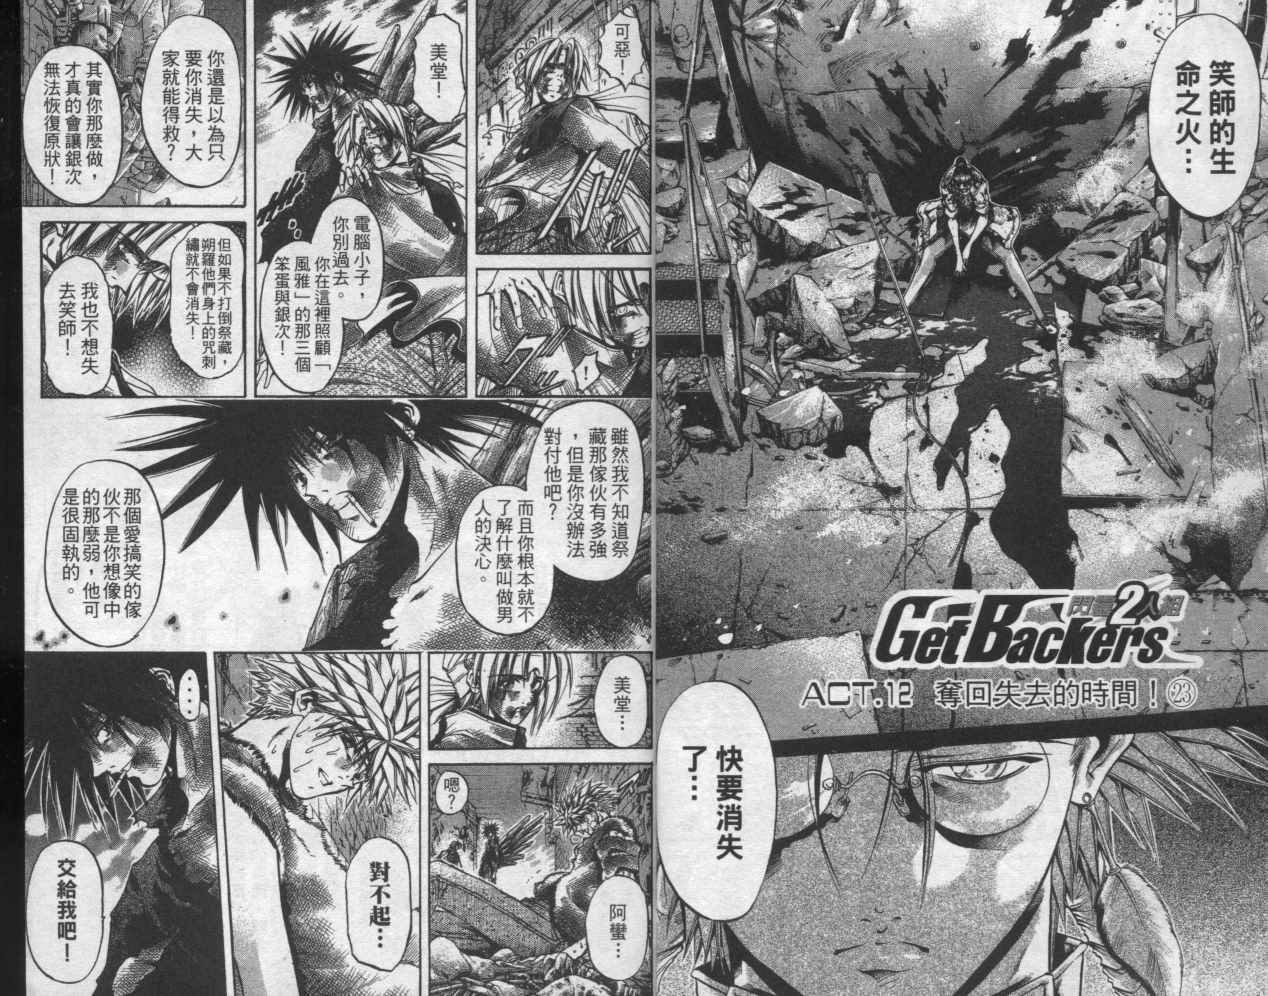 笑師的生
命之火…
閃靈2人組
GetBackers
ACT.12 奪回失去的時間！㉓
快要消失
了…
可惡！
！
美堂！
電腦小子，
你別過去。
你在這裡照顧「
風雅」的那三個
笨蛋與銀次！
你還是以為只
要你消失，大
家就能得救？
其實你那麼做，
才真的會讓銀次
無法恢復原狀！
但如果不打倒祭藏，
朔羅他們身上的咒刺
繡就不會消失！
我也不想失
去笑師！
雖然我不知道祭
藏那傢伙有多強
，但是你沒辦法
對付他吧？
而且你根本就不
了解什麼叫做男
人的決心。
那個愛搞笑的傢
伙不是你想像中
的那麼弱，他可
是很固執的。
美堂…
嗯？
阿蠻…
對不起…
…
交給我吧！